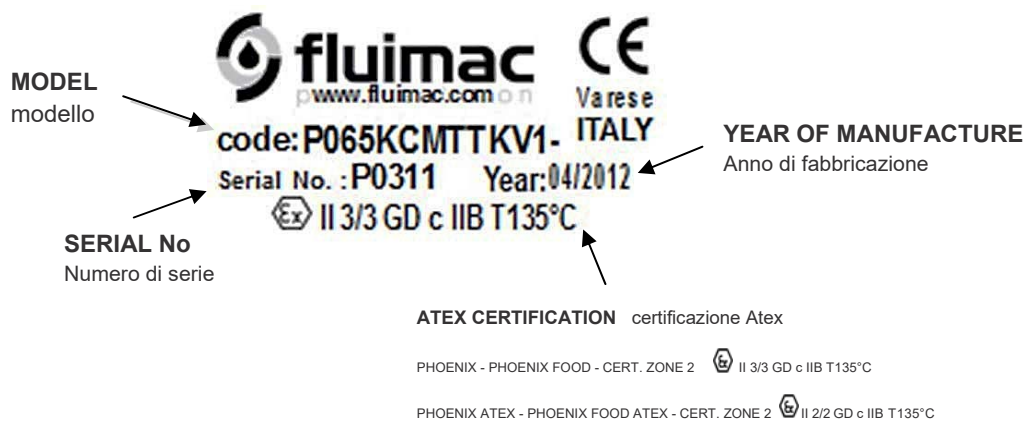 fluimac
www.fluimac.com
CE
Varese
ITALY
MODEL
modello
code:P065KCMTTKV1-
YEAR OF MANUFACTURE
Anno di fabbricazione
Serial No. :P0311 Year:04/2012
Ex II 3/3 GD c IIB T135°C
SERIAL No
Numero di serie
ATEX CERTIFICATION certificazione Atex
PHOENIX - PHOENIX FOOD - CERT. ZONE 2 Ex II 3/3 GD c IIB T135°C
PHOENIX ATEX - PHOENIX FOOD ATEX - CERT. ZONE 2 Ex II 2/2 GD c IIB T135°C